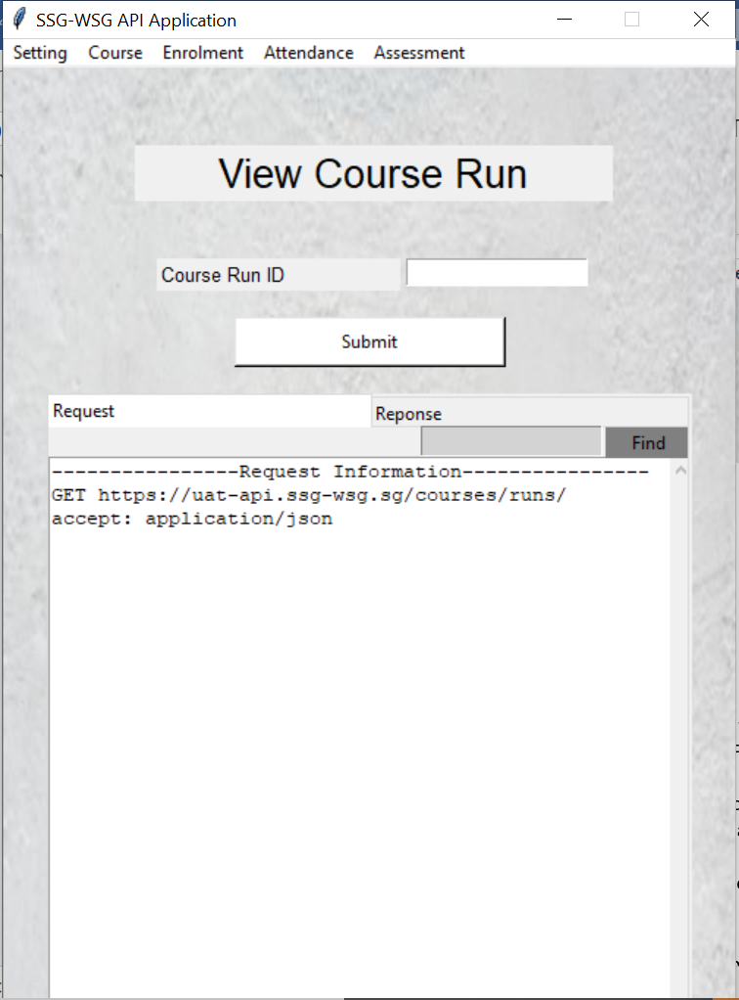 SSG-WSG API Application
Setting Course Enrolment Attendance Assessment
View Course Run
Course Run ID
Submit
Request Reponse
Find
----------------Request Information----------------
GET https://uat-api.ssg-wsg.sg/courses/runs/
accept: application/json